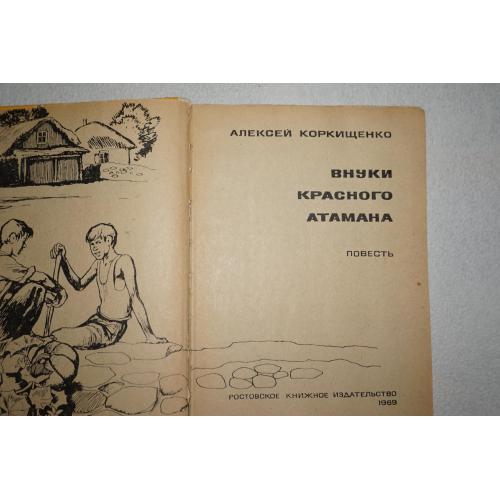 АЛЕКСЕЙ КОРКИЩЕНКО
ВНУКИ
КРАСНОГО
АТАМАНА
ПОВЕСТЬ
РОСТОВСКОЕ КНИЖНОЕ ИЗДАТЕЛЬСТВО
1969